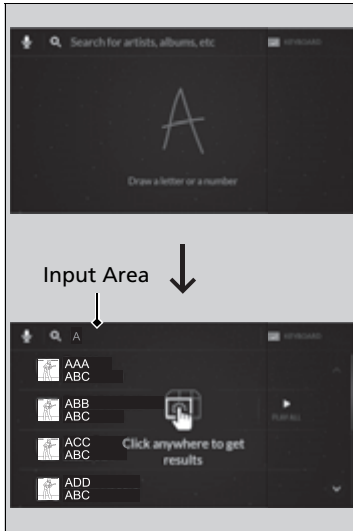 Search for artists, albums, etc
KEYBOARD
A
Draw a letter or a number
Input Area
A
KEYBOARD
AAA
ABC
ABB
ABC
PLAY ALL
ACC
ABC
Click anywhere to get
results
ADD
ABC